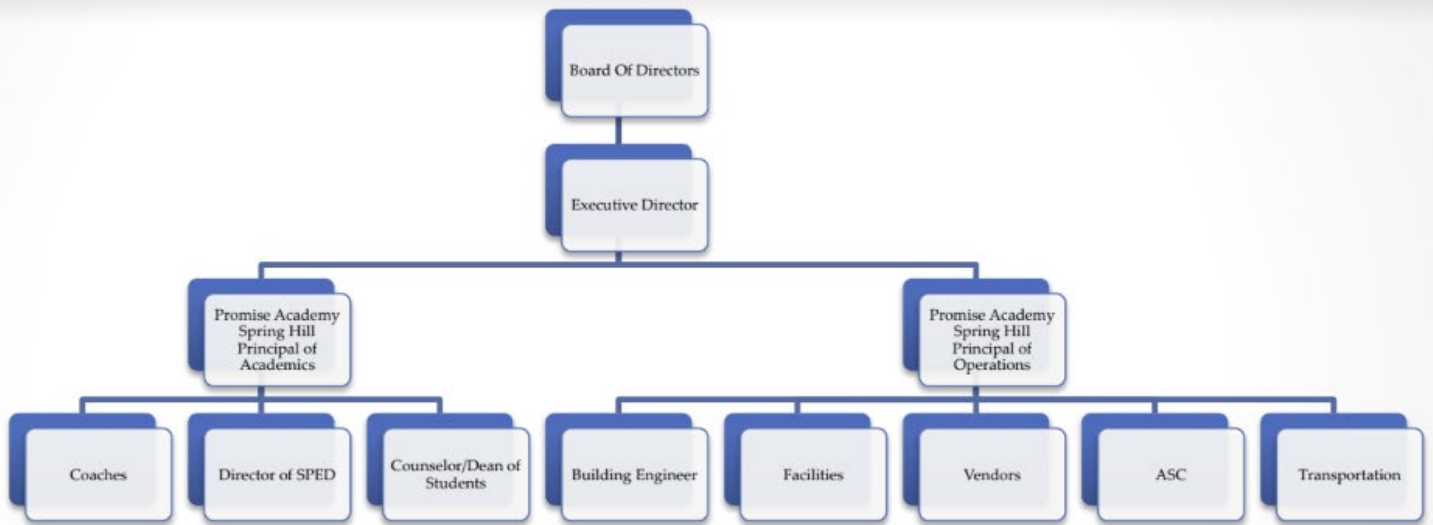 Board Of Directors
Executive Director
Promise Academy
Spring Hill
Principal of
Academics
Promise Academy
Spring Hill
Principal of
Operations
Coaches
Director of SPED
Counselor/Dean of
Students
Building Engineer
Facilities
Vendors
ASC
Transportation